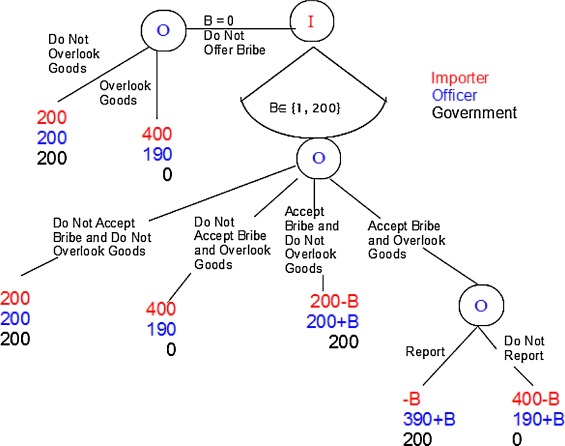 B = 0
Do Not
Offer Bribe
O
I
Do Not
Overlook
Goods
Overlook
Goods
200
200
200
400
190
0
B∈ {1, 200}
Importer
Officer
Government
O
Do Not Accept
Bribe and Do Not
Overlook Goods
Do Not
Accept Bribe
and Overlook
Goods
Accept
Bribe and
Do Not
Overlook
Goods
Accept Bribe
and Overlook
Goods
200
200
200
400
190
0
200-B
200+B
200
O
Report
Do Not
Report
-B
390+B
200
400-B
190+B
0